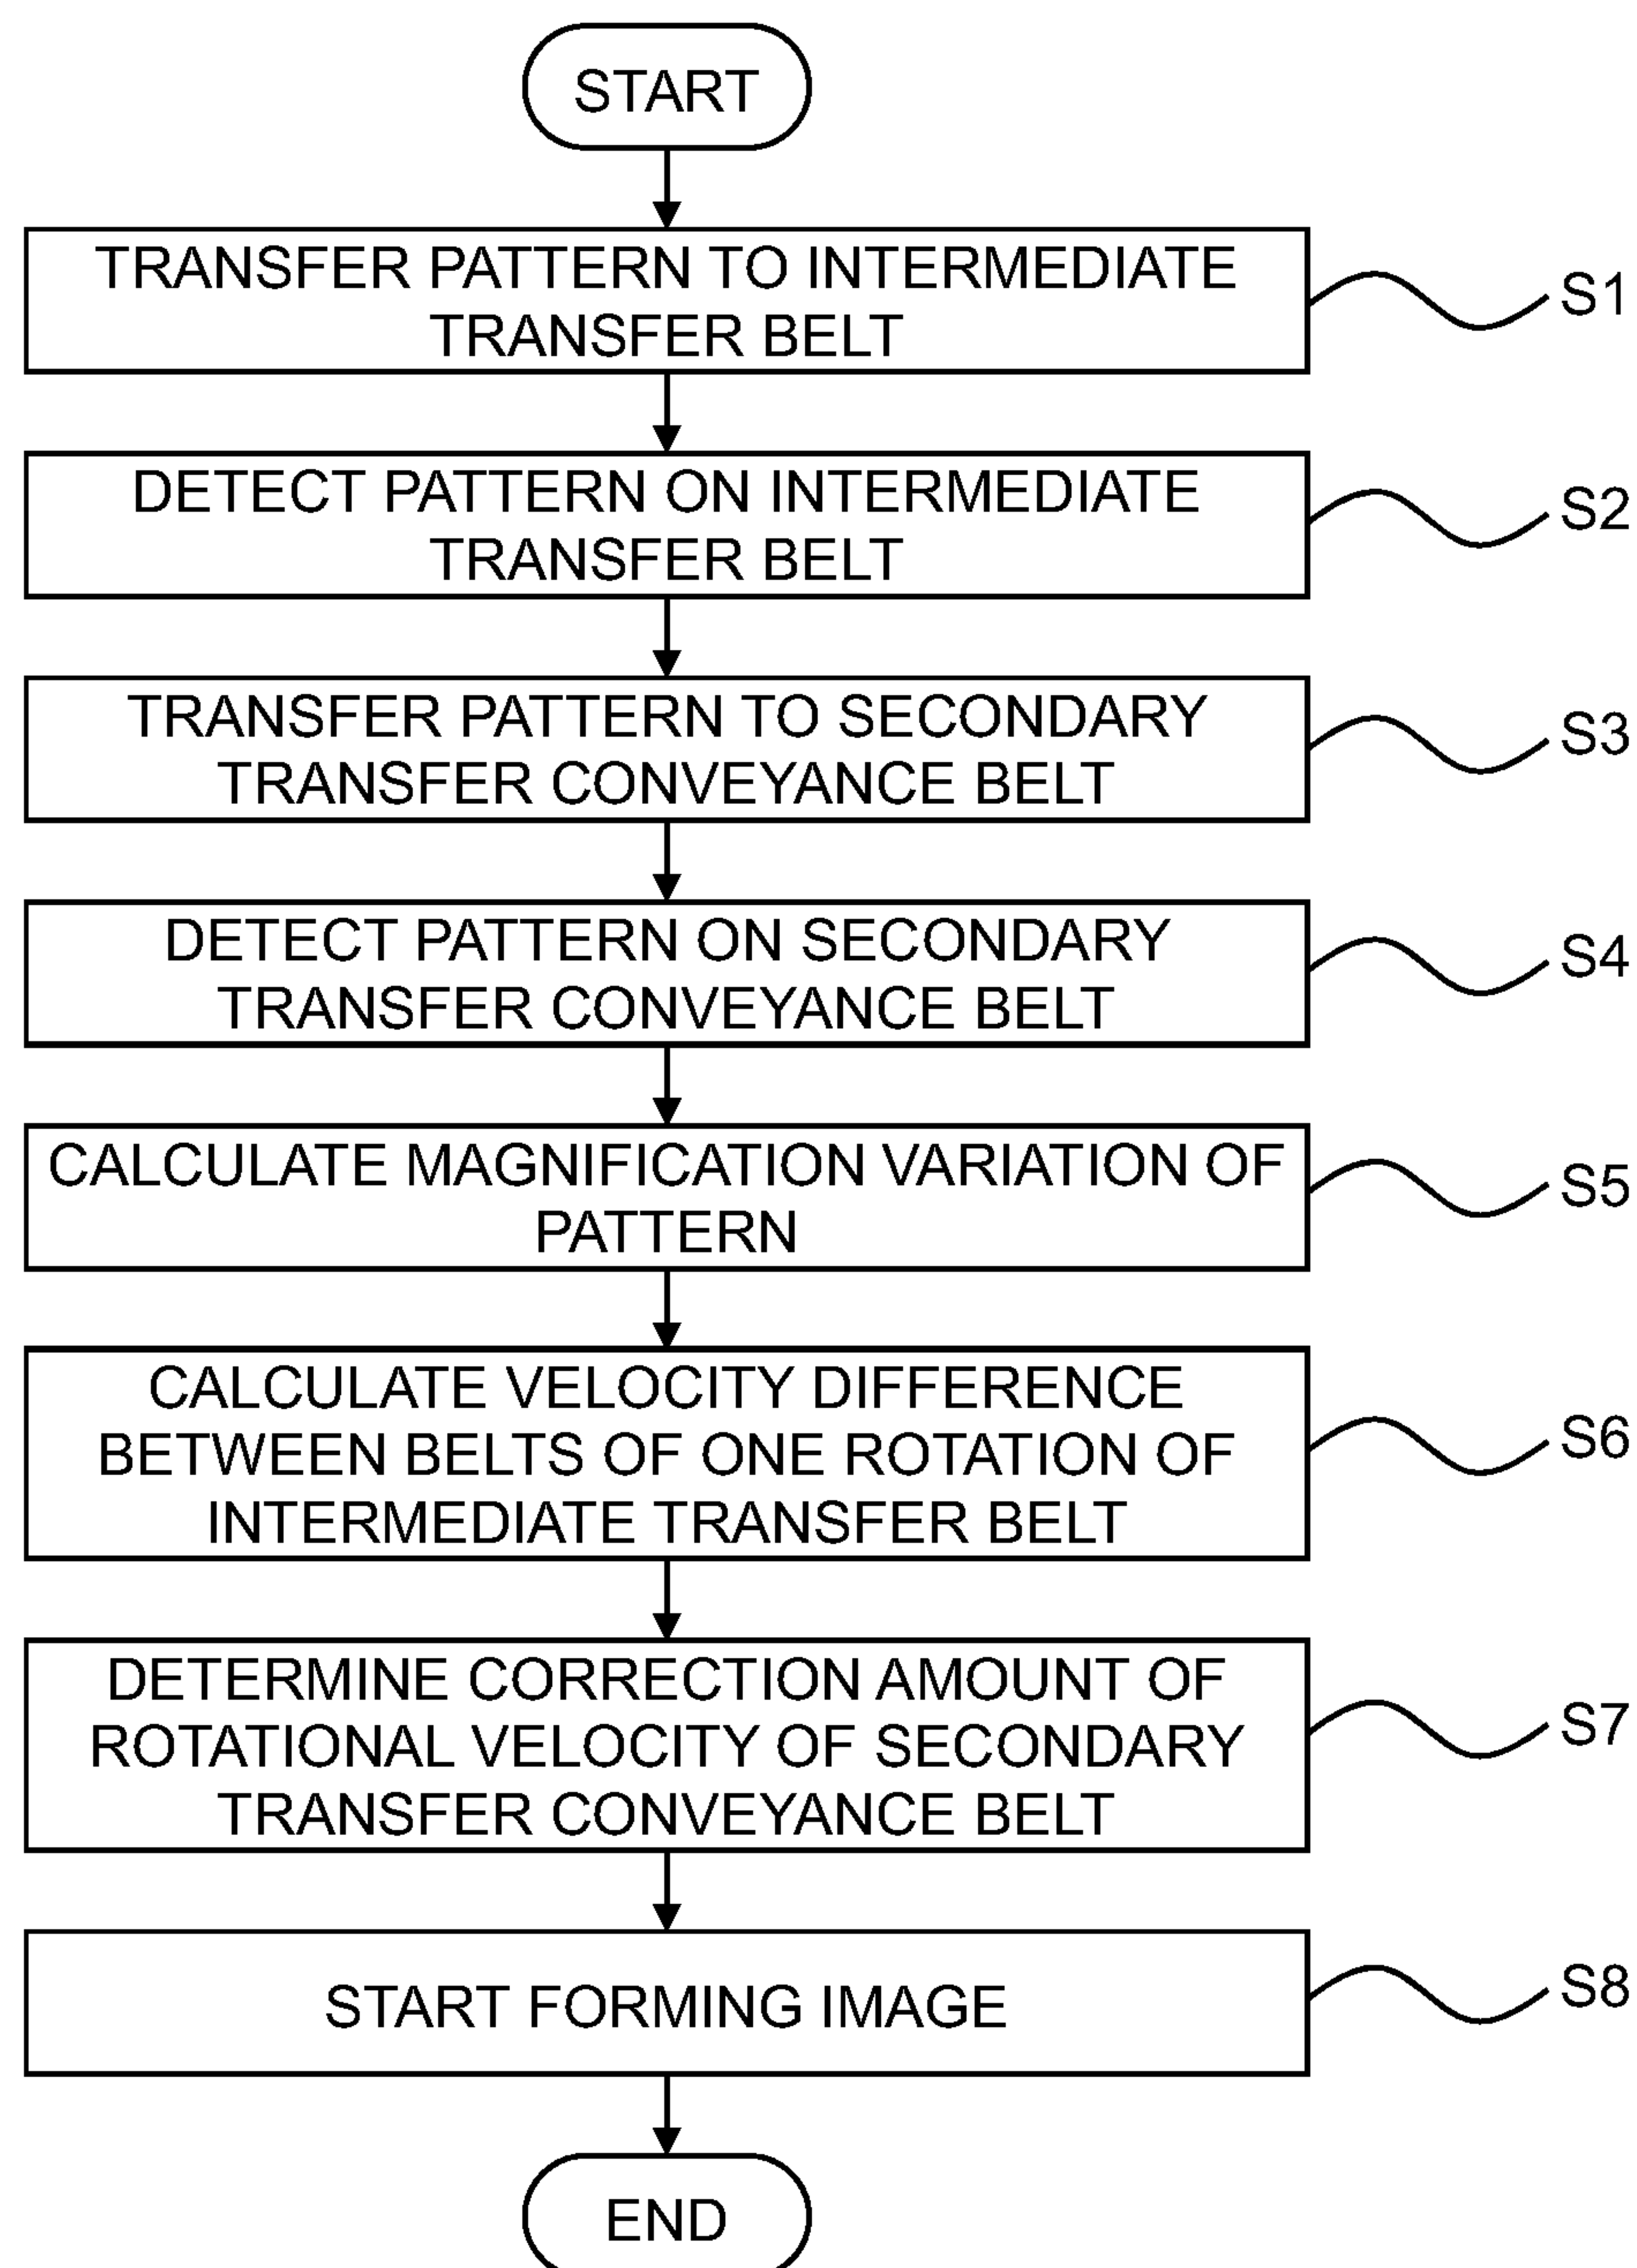 START
TRANSFER PATTERN TO INTERMEDIATE
TRANSFER BELT
S1
DETECT PATTERN ON INTERMEDIATE
TRANSFER BELT
S2
TRANSFER PATTERN TO SECONDARY
TRANSFER CONVEYANCE BELT
S3
DETECT PATTERN ON SECONDARY
TRANSFER CONVEYANCE BELT
S4
CALCULATE MAGNIFICATION VARIATION OF
PATTERN
S5
CALCULATE VELOCITY DIFFERENCE
BETWEEN BELTS OF ONE ROTATION OF
INTERMEDIATE TRANSFER BELT
S6
DETERMINE CORRECTION AMOUNT OF
ROTATIONAL VELOCITY OF SECONDARY
TRANSFER CONVEYANCE BELT
S7
START FORMING IMAGE
S8
END